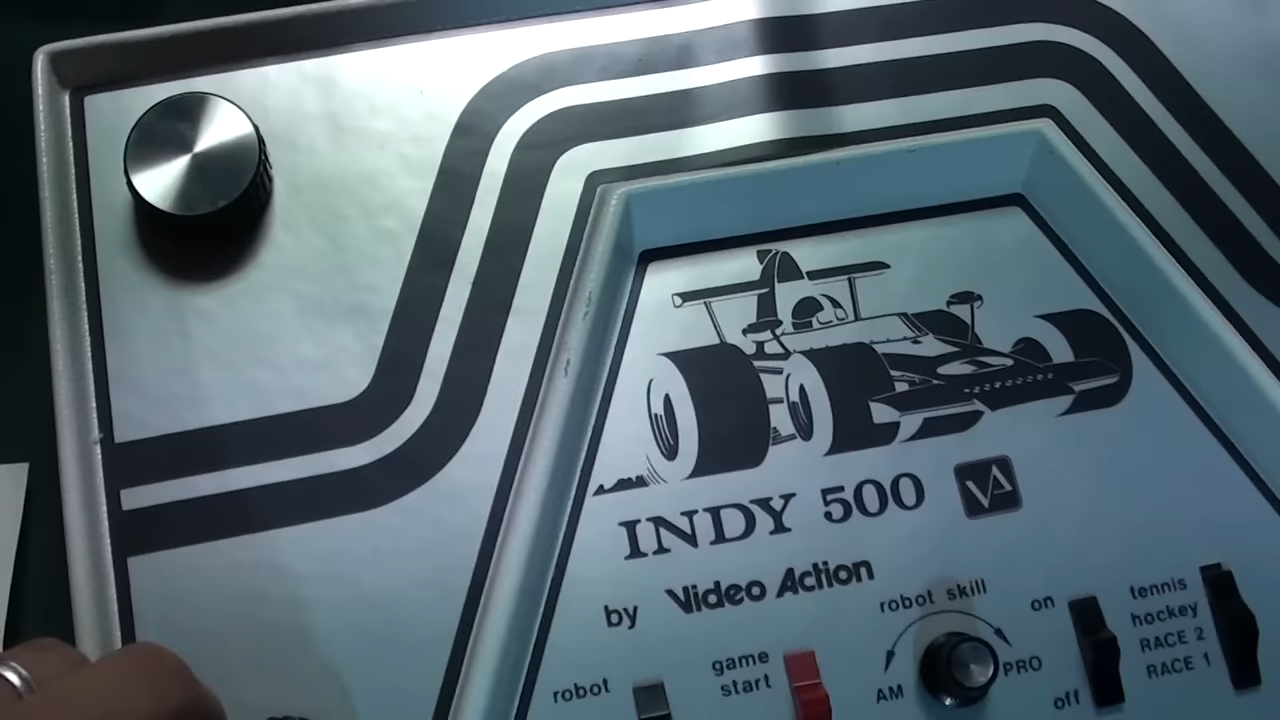 INDY 500 VA
by Video Action
robot
game
start
robot skill
AM
PRO
on
off
tennis
hockey
RACE 2
RACE 1